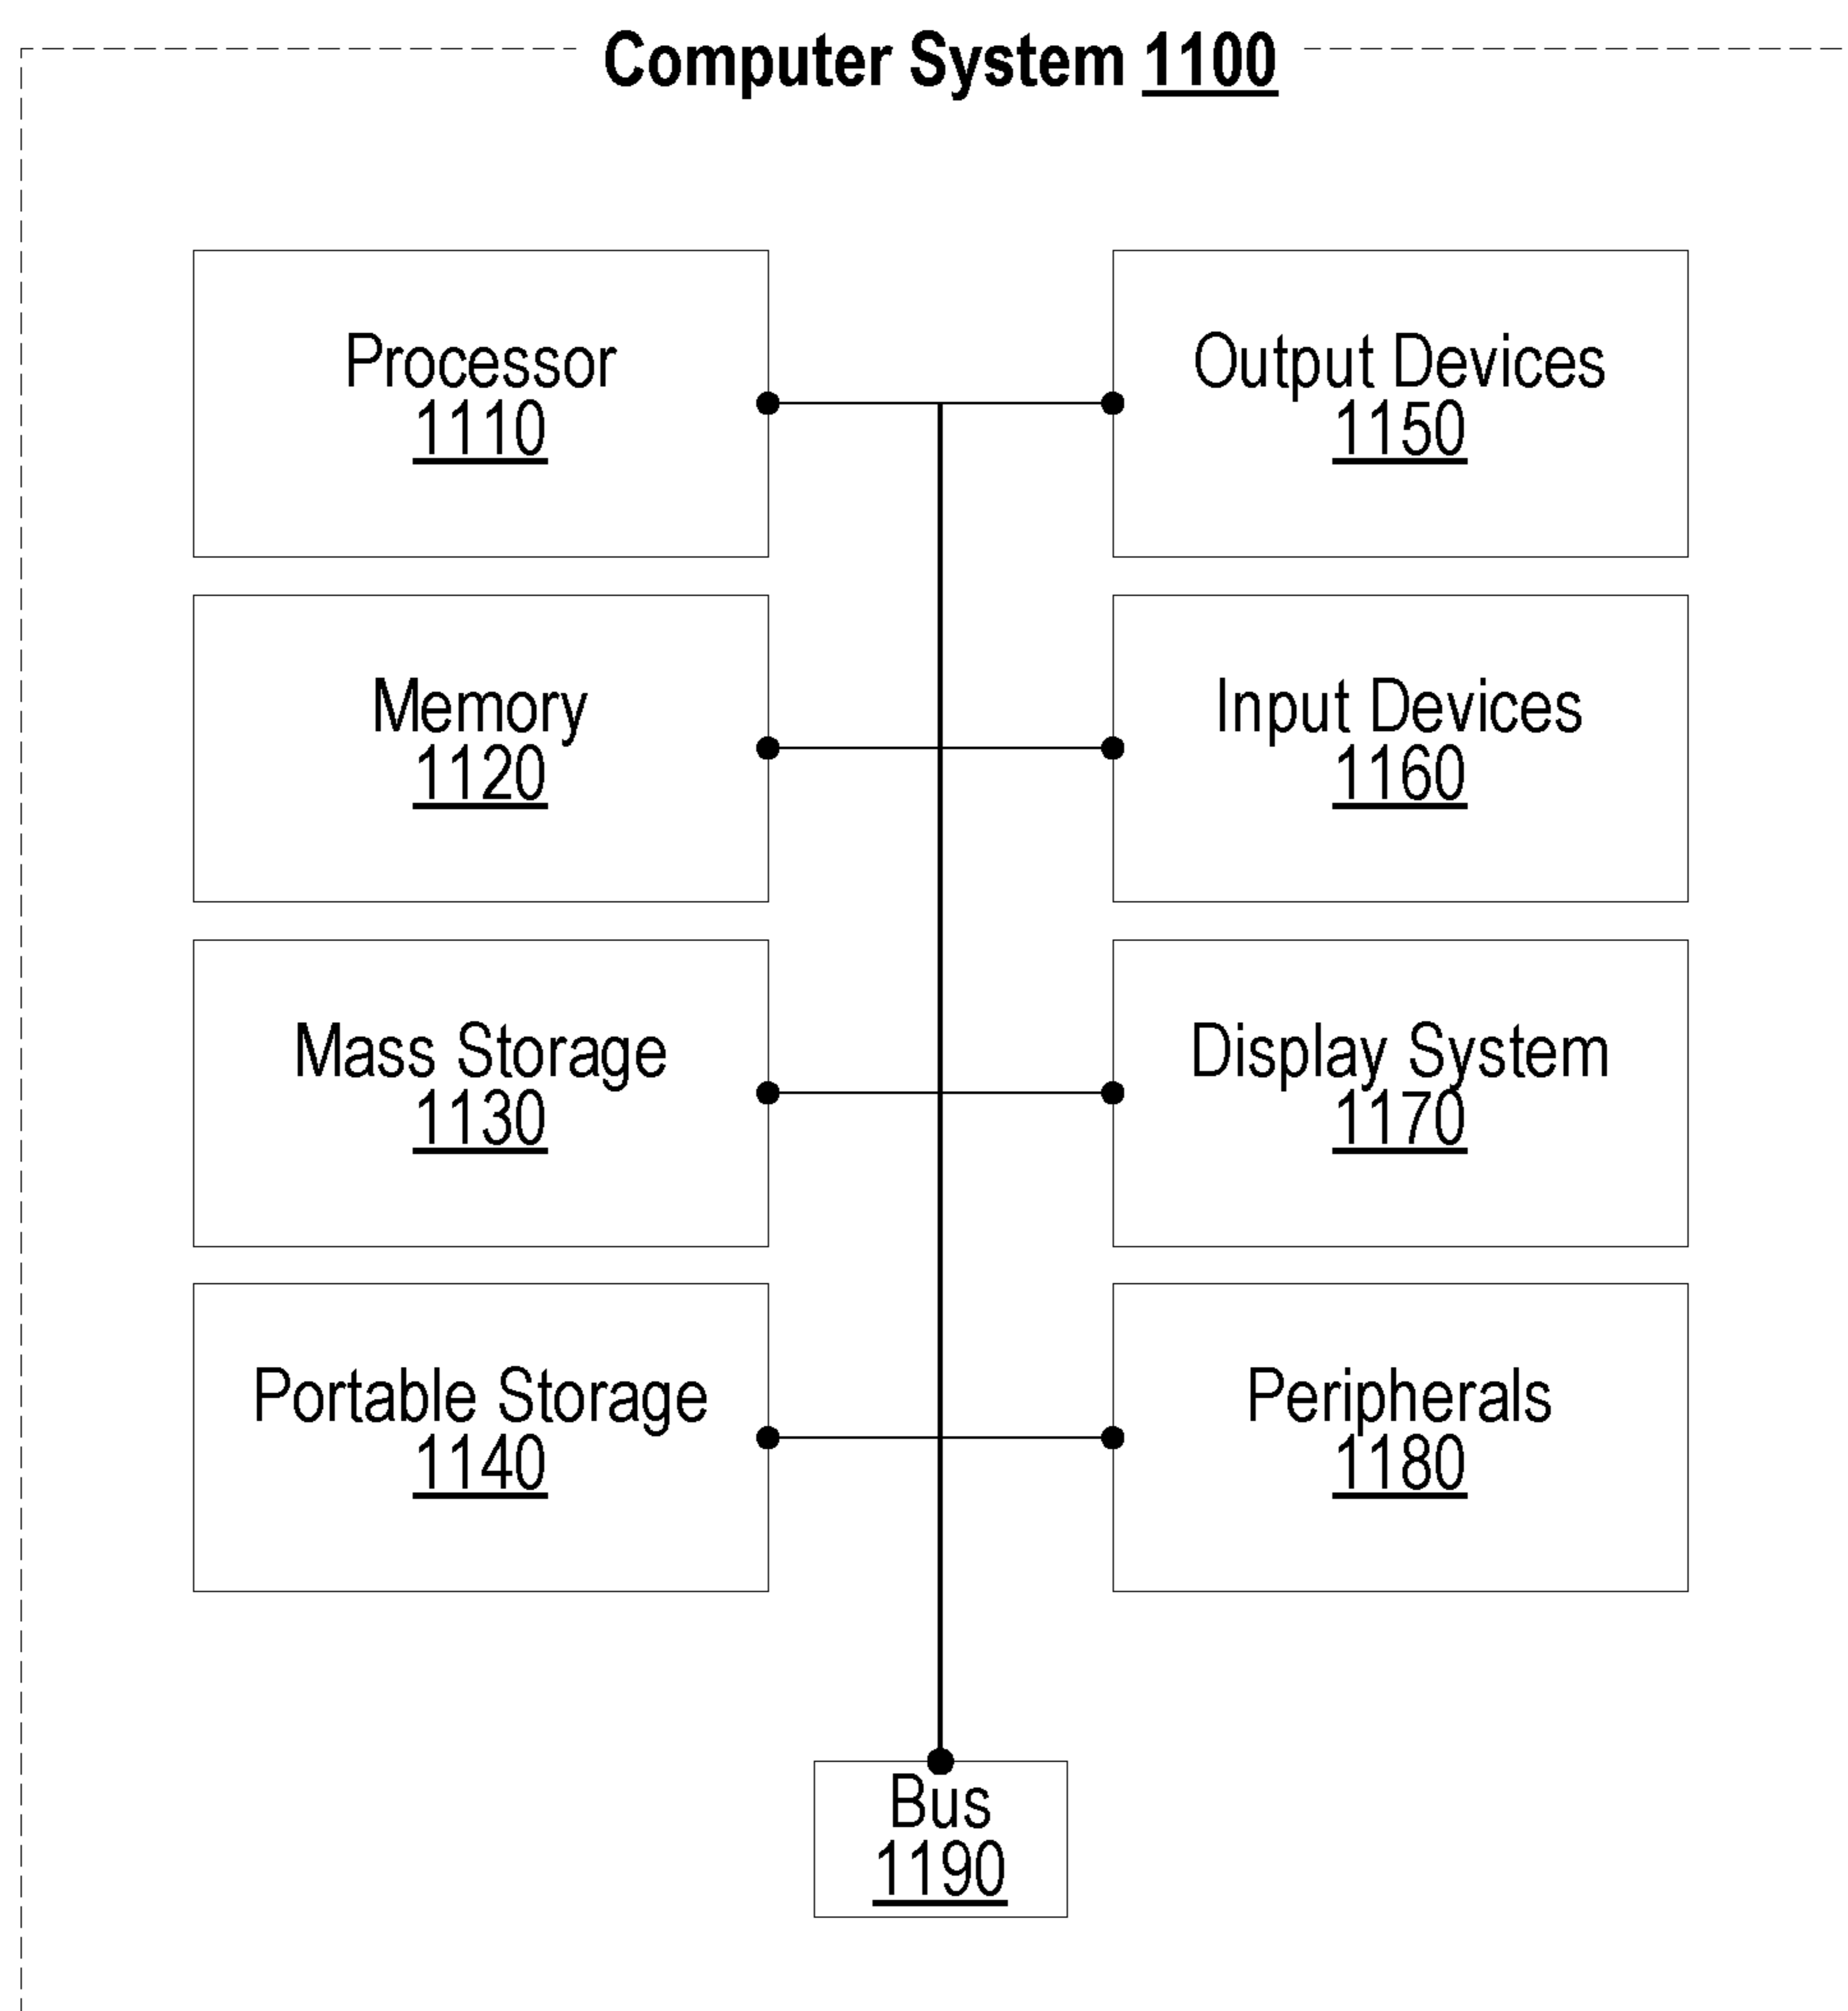 Computer System 1100
Processor
1110
Output Devices
1150
Memory
1120
Input Devices
1160
Mass Storage
1130
Display System
1170
Portable Storage
1140
Peripherals
1180
Bus
1190